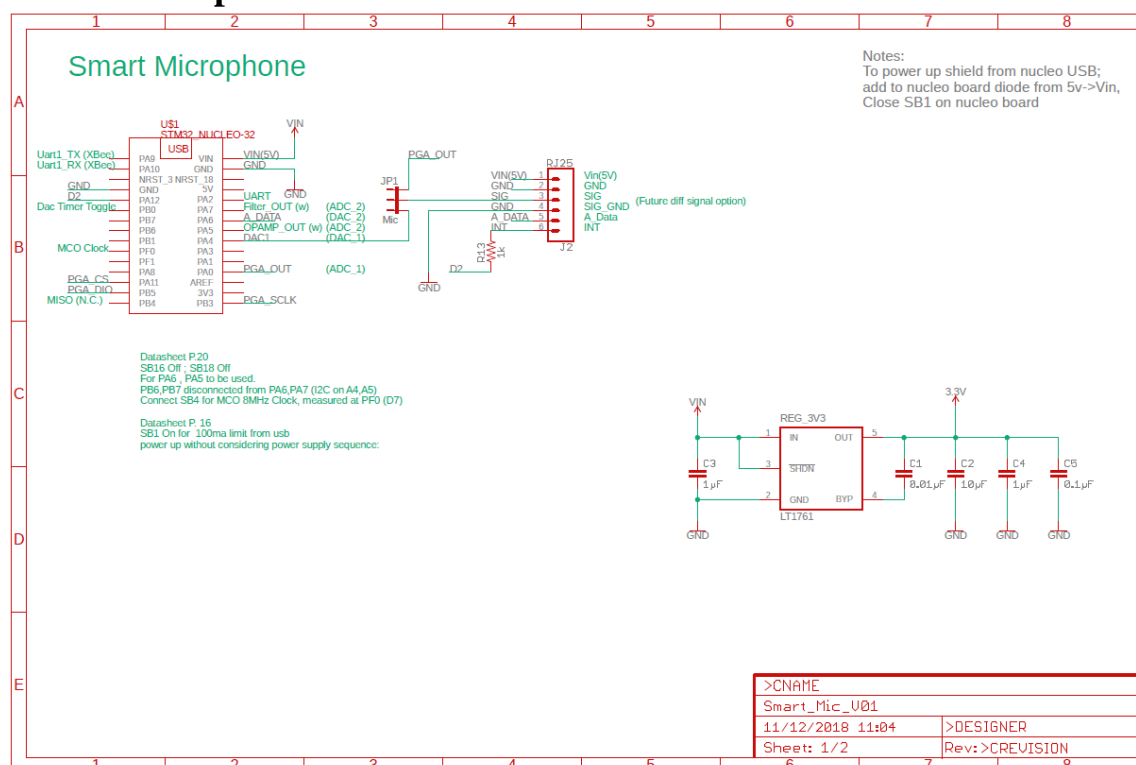 1 2 3 4 5 6 7 8
Smart Microphone
Notes:
To power up shield from nucleo USB;
add to nucleo board diode from 5v->Vin,
Close SB1 on nucleo board
A
B
C
D
E
U$1
STM32_NUCLEO-32
USB
VIN
Uart1_TX (XBee)
PA9
VIN
VIN(5V)
Uart1_RX (XBee)
PA10
GND
GND
NRST_3
NRST_18
GND
GND
5V
GND
D2
PA12
PA2
UART
Dac Timer Toggle
PB0
PA7
Filter_OUT (w) (ADC_2)
PB7
PA6
A_DATA (DAC_2)
PB6
PA5
OPAMP_OUT (w) (ADC_2)
PB1
PA4
DAC1 (DAC_1)
MCO Clock
PF0
PA3
PF1
PA1
PA8
PA0
PGA_OUT (ADC_1)
PGA_CS
PA11
AREF
PGA_DIO
PB5
3V3
MISO (N.C.)
PB4
PB3
PGA_SCLK
PGA_OUT
JP1
Mic
RJ25
VIN(5V) 1 Vin(5V)
GND 2 GND
SIG 3 SIG
GND 4 SIG_GND (Future diff signal option)
A_DATA 5 A_Data
INT 6 INT
J2
R13
1k
D2
GND
Datasheet P.20
SB16 Off ; SB18 Off
For PA6 , PA5 to be used.
PB6,PB7 disconnected from PA6,PA7 (I2C on A4,A5)
Connect SB4 for MCO 8MHz Clock, measured at PF0 (D7)
Datasheet P. 16
SB1 On for 100ma limit from usb
power up without considering power supply sequence:
VIN
3.3V
REG_3V3
1 IN OUT 5
3 SHDN
2 GND BYP 4
LT1761
C3
1µF
C1
0.01µF
C2
10µF
C4
1µF
C5
0.1µF
GND
GND
GND
GND
>CNAME
Smart_Mic_V01
11/12/2018 11:04
>DESIGNER
Sheet: 1/2
Rev:>CREVISION
1 2 3 4 5 6 7 8